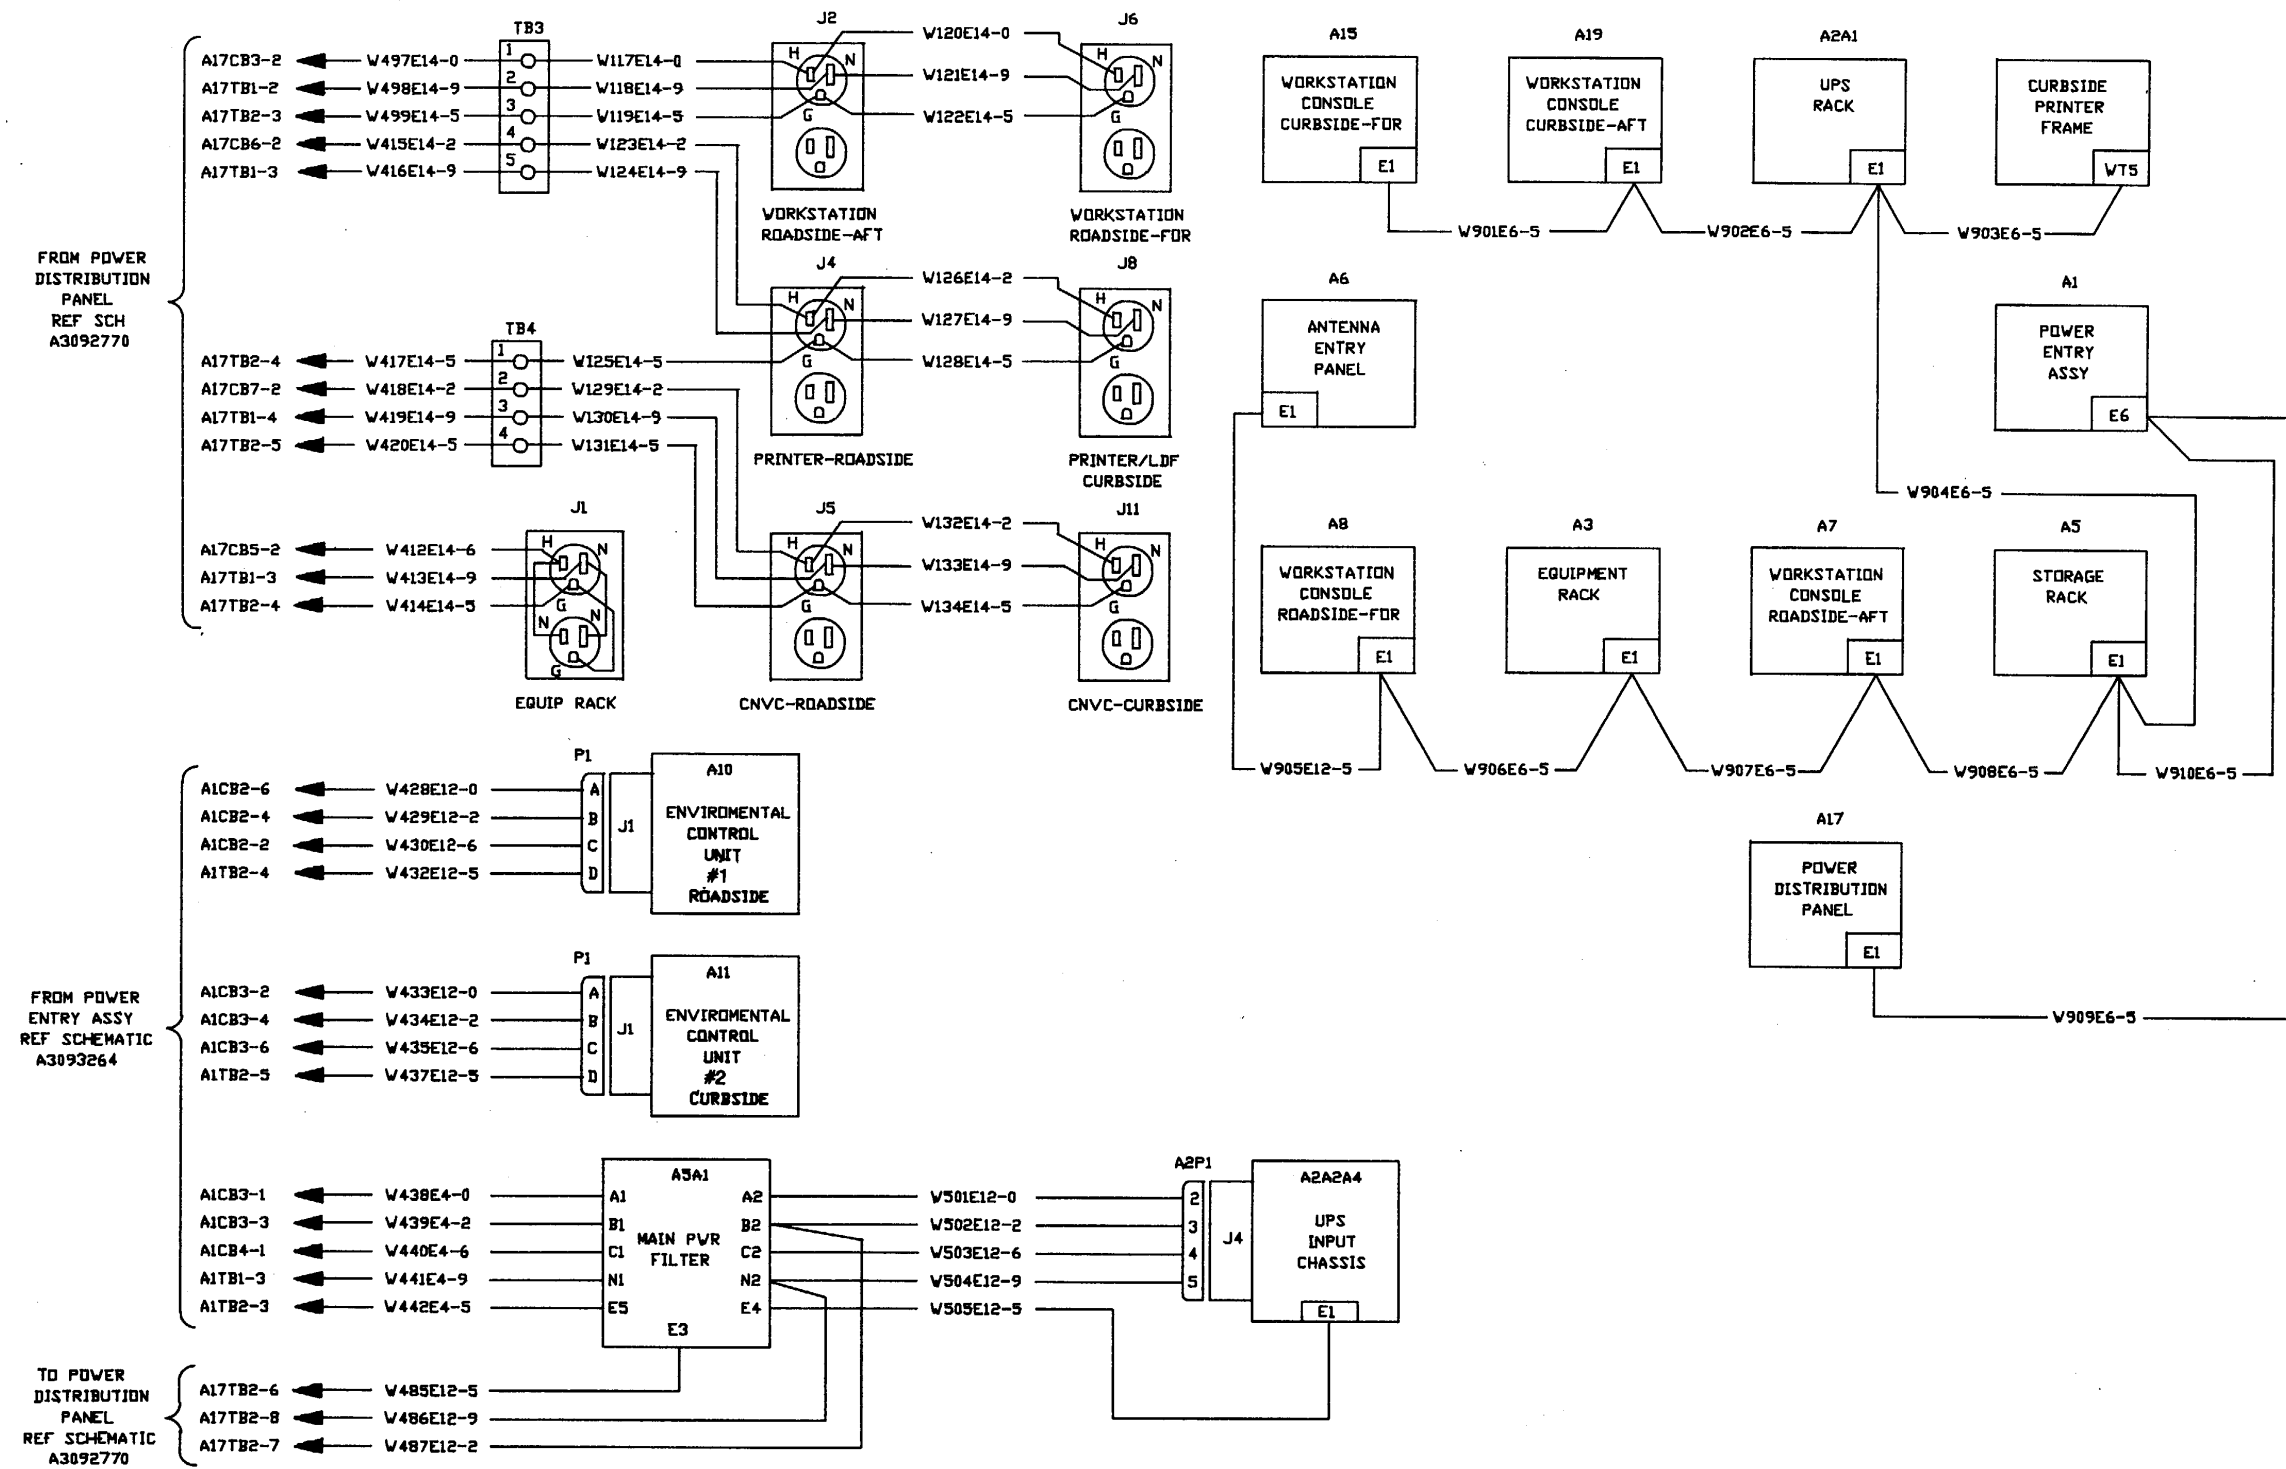 FROM POWER
DISTRIBUTION
PANEL
REF SCH
A3092770
TB3
A17CB3-2 W497E14-0 1 W117E14-0
A17TB1-2 W498E14-9 2 W118E14-9
A17TB2-3 W499E14-5 3 W119E14-5
A17CB6-2 W415E14-2 4 W123E14-2
A17TB1-3 W416E14-9 5 W124E14-9
J2
H N
G
WORKSTATION
ROADSIDE-AFT
W120E14-0
W121E14-9
W122E14-5
J6
H N
G
WORKSTATION
ROADSIDE-FOR
TB4
A17TB2-4 W417E14-5 1 W125E14-5
A17CB7-2 W418E14-2 2 W129E14-2
A17TB1-4 W419E14-9 3 W130E14-9
A17TB2-5 W420E14-5 4 W131E14-5
J4
H N
G
PRINTER-ROADSIDE
W126E14-2
W127E14-9
W128E14-5
J8
H N
G
PRINTER/LDF
CURBSIDE
J1
A17CB5-2 W412E14-6
A17TB1-3 W413E14-9
A17TB2-4 W414E14-5
H N
G
N N
G
EQUIP RACK
J5
H N
G
CNVC-ROADSIDE
W132E14-2
W133E14-9
W134E14-5
J11
H N
G
CNVC-CURBSIDE
A15
WORKSTATION
CONSOLE
CURBSIDE-FOR
E1
A19
WORKSTATION
CONSOLE
CURBSIDE-AFT
E1
A2A1
UPS
RACK
E1
CURBSIDE
PRINTER
FRAME
WT5
W901E6-5 W902E6-5 W903E6-5
A6
ANTENNA
ENTRY
PANEL
E1
A1
POWER
ENTRY
ASSY
E6
W904E6-5
A8
WORKSTATION
CONSOLE
ROADSIDE-FOR
E1
A3
EQUIPMENT
RACK
E1
A7
WORKSTATION
CONSOLE
ROADSIDE-AFT
E1
A5
STORAGE
RACK
E1
W905E12-5 W906E6-5 W907E6-5 W908E6-5 W910E6-5
A17
POWER
DISTRIBUTION
PANEL
E1
W909E6-5
FROM POWER
ENTRY ASSY
REF SCHEMATIC
A3093264
P1
A1CB2-6 W428E12-0 A
A1CB2-4 W429E12-2 B
A1CB2-2 W430E12-6 C
A1TB2-4 W432E12-5 D
J1
A10
ENVIROMENTAL
CONTROL
UNIT
#1
ROADSIDE
P1
A1CB3-2 W433E12-0 A
A1CB3-4 W434E12-2 B
A1CB3-6 W435E12-6 C
A1TB2-5 W437E12-5 D
J1
A11
ENVIROMENTAL
CONTROL
UNIT
#2
CURBSIDE
A5A1
MAIN PWR
FILTER
A1CB3-1 W438E4-0 A1 A2 W501E12-0 2
A1CB3-3 W439E4-2 B1 B2 W502E12-2 3
A1CB4-1 W440E4-6 C1 C2 W503E12-6 4
A1TB1-3 W441E4-9 N1 N2 W504E12-9 5
A1TB2-3 W442E4-5 E5 E4 W505E12-5
E3
A2P1
J4
A2A2A4
UPS
INPUT
CHASSIS
E1
TO POWER
DISTRIBUTION
PANEL
REF SCHEMATIC
A3092770
A17TB2-6 W485E12-5
A17TB2-8 W486E12-9
A17TB2-7 W487E12-2